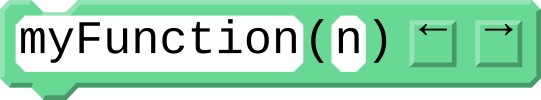 myFunction(n) ← →